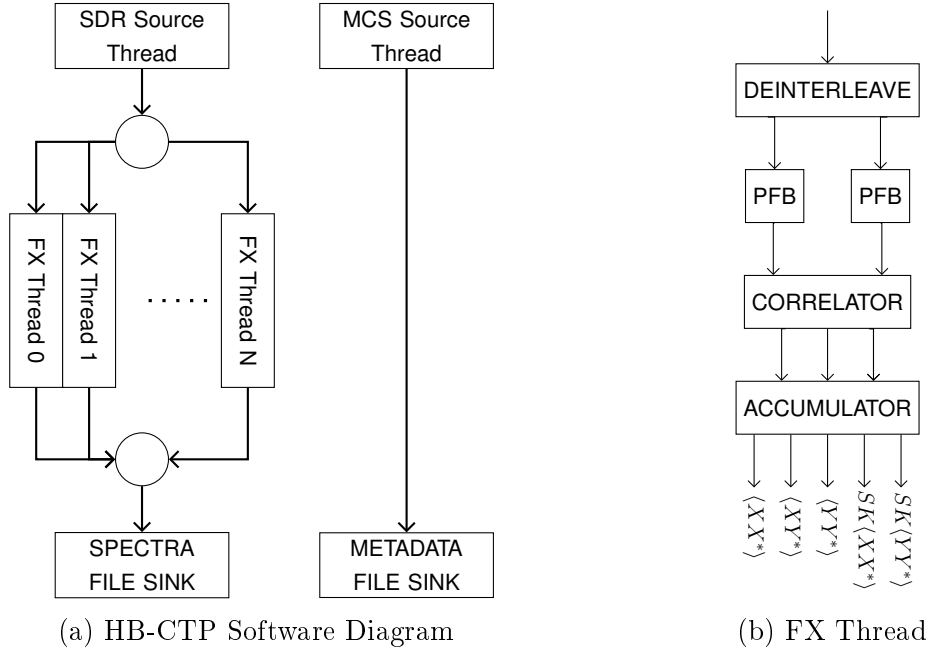 SDR Source
Thread
MCS Source
Thread
FX Thread 0
FX Thread 1
. . . . .
FX Thread N
SPECTRA
FILE SINK
METADATA
FILE SINK
(a) HB-CTP Software Diagram
DEINTERLEAVE
PFB
PFB
CORRELATOR
ACCUMULATOR
⟨XX*⟩
⟨XY*⟩
⟨YY*⟩
SK⟨XX*⟩
SK⟨YY*⟩
(b) FX Thread